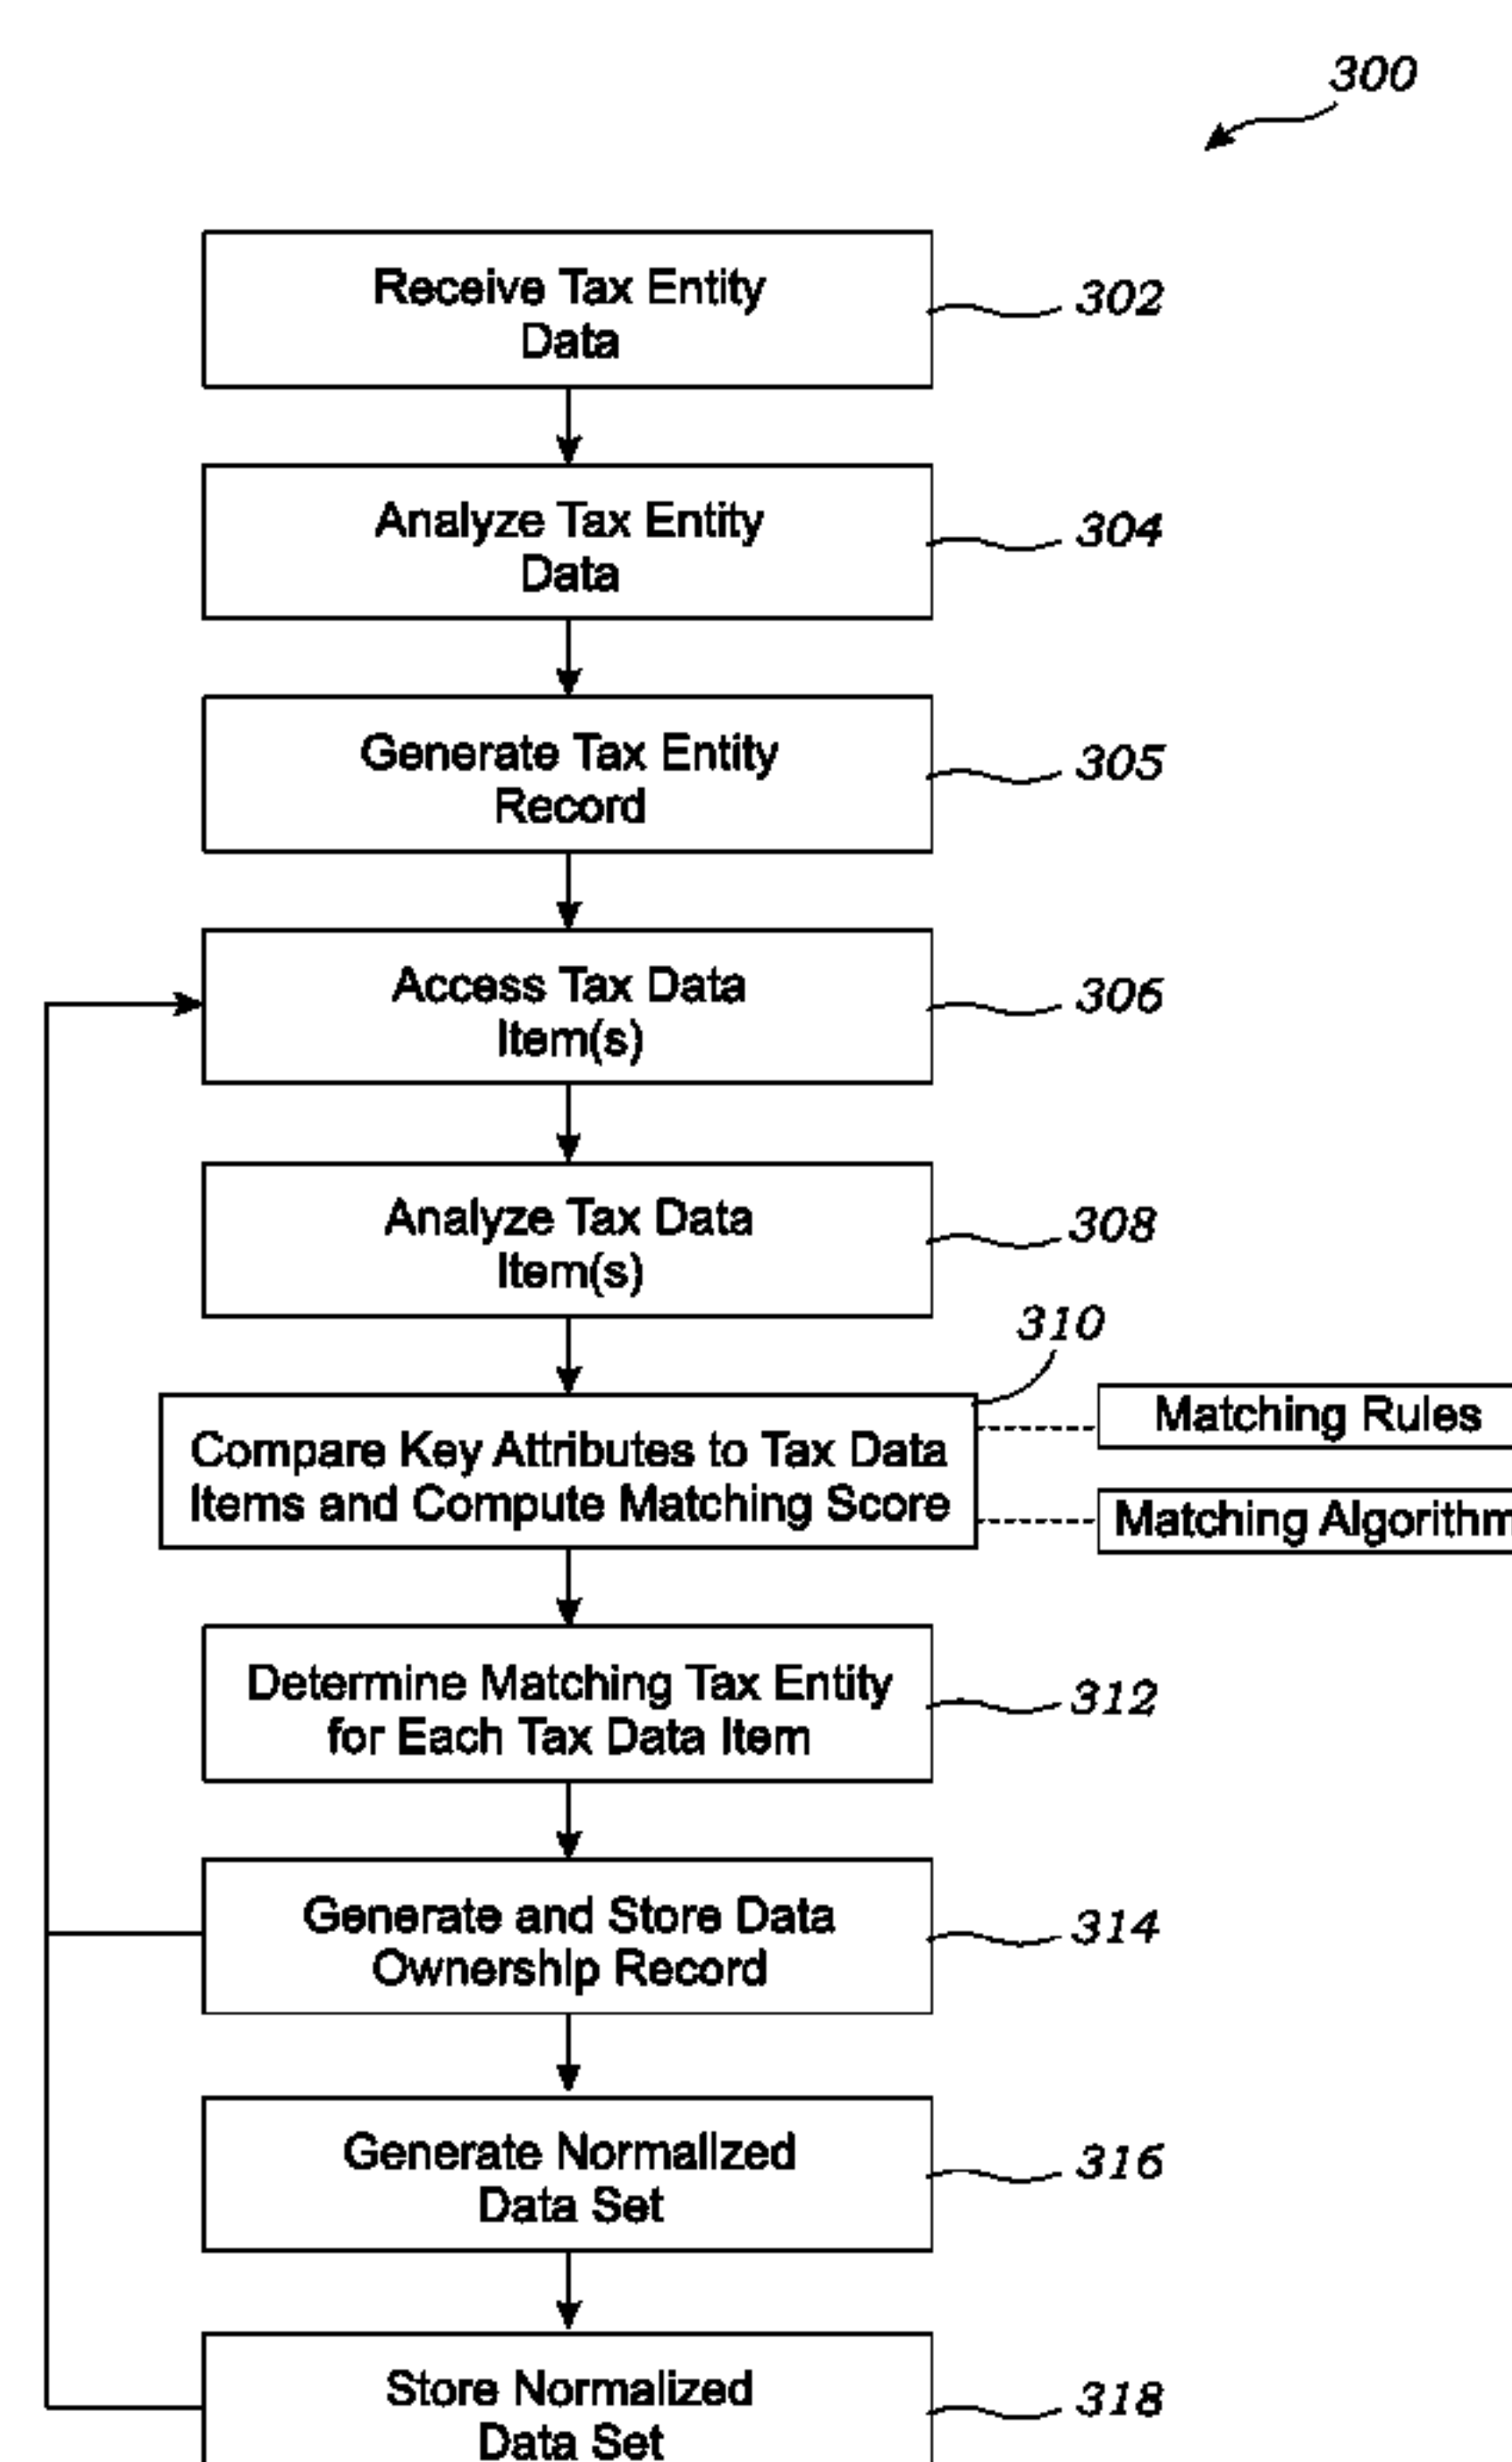 300
Receive Tax Entity
Data
302
Analyze Tax Entity
Data
304
Generate Tax Entity
Record
305
Access Tax Data
Item(s)
306
Analyze Tax Data
Item(s)
308
310
Compare Key Attributes to Tax Data
Items and Compute Matching Score
Matching Rules
Matching Algorithm
Determine Matching Tax Entity
for Each Tax Data Item
312
Generate and Store Data
Ownership Record
314
Generate Normalized
Data Set
316
Store Normalized
Data Set
318